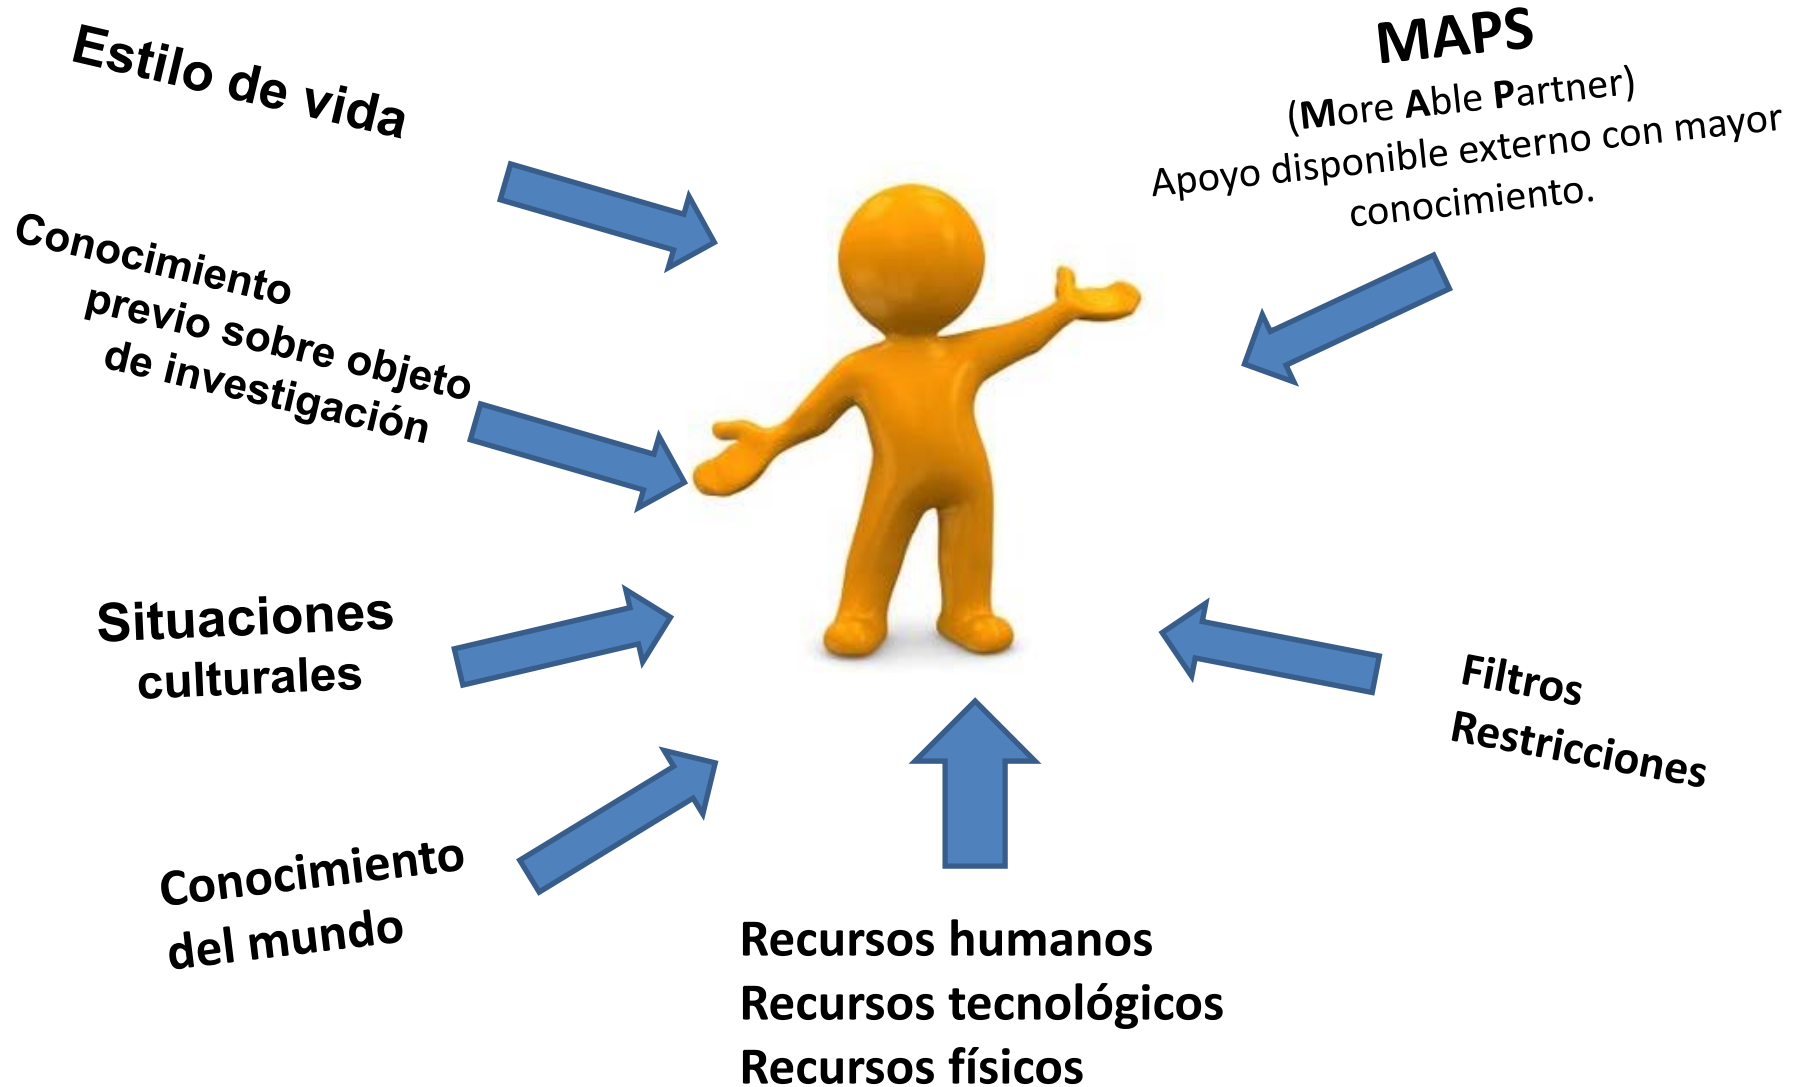 Estilo de vida
MAPS
(More Able Partner)
Apoyo disponible externo con mayor
conocimiento.
Conocimiento
previo sobre objeto
de investigación
Situaciones
culturales
Filtros
Restricciones
Conocimiento
del mundo
Recursos humanos
Recursos tecnológicos
Recursos físicos